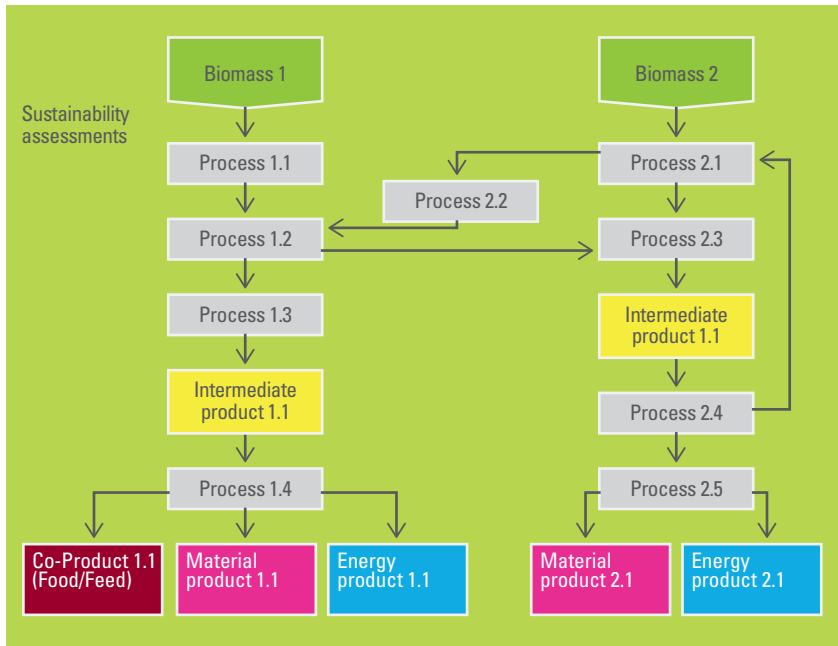 Biomass 1
Biomass 2
Sustainability
assessments
Process 1.1
Process 2.1
Process 2.2
Process 1.2
Process 2.3
Process 1.3
Intermediate
product 1.1
Intermediate
product 1.1
Process 2.4
Process 1.4
Process 2.5
Co-Product 1.1
(Food/Feed)
Material
product 1.1
Energy
product 1.1
Material
product 2.1
Energy
product 2.1